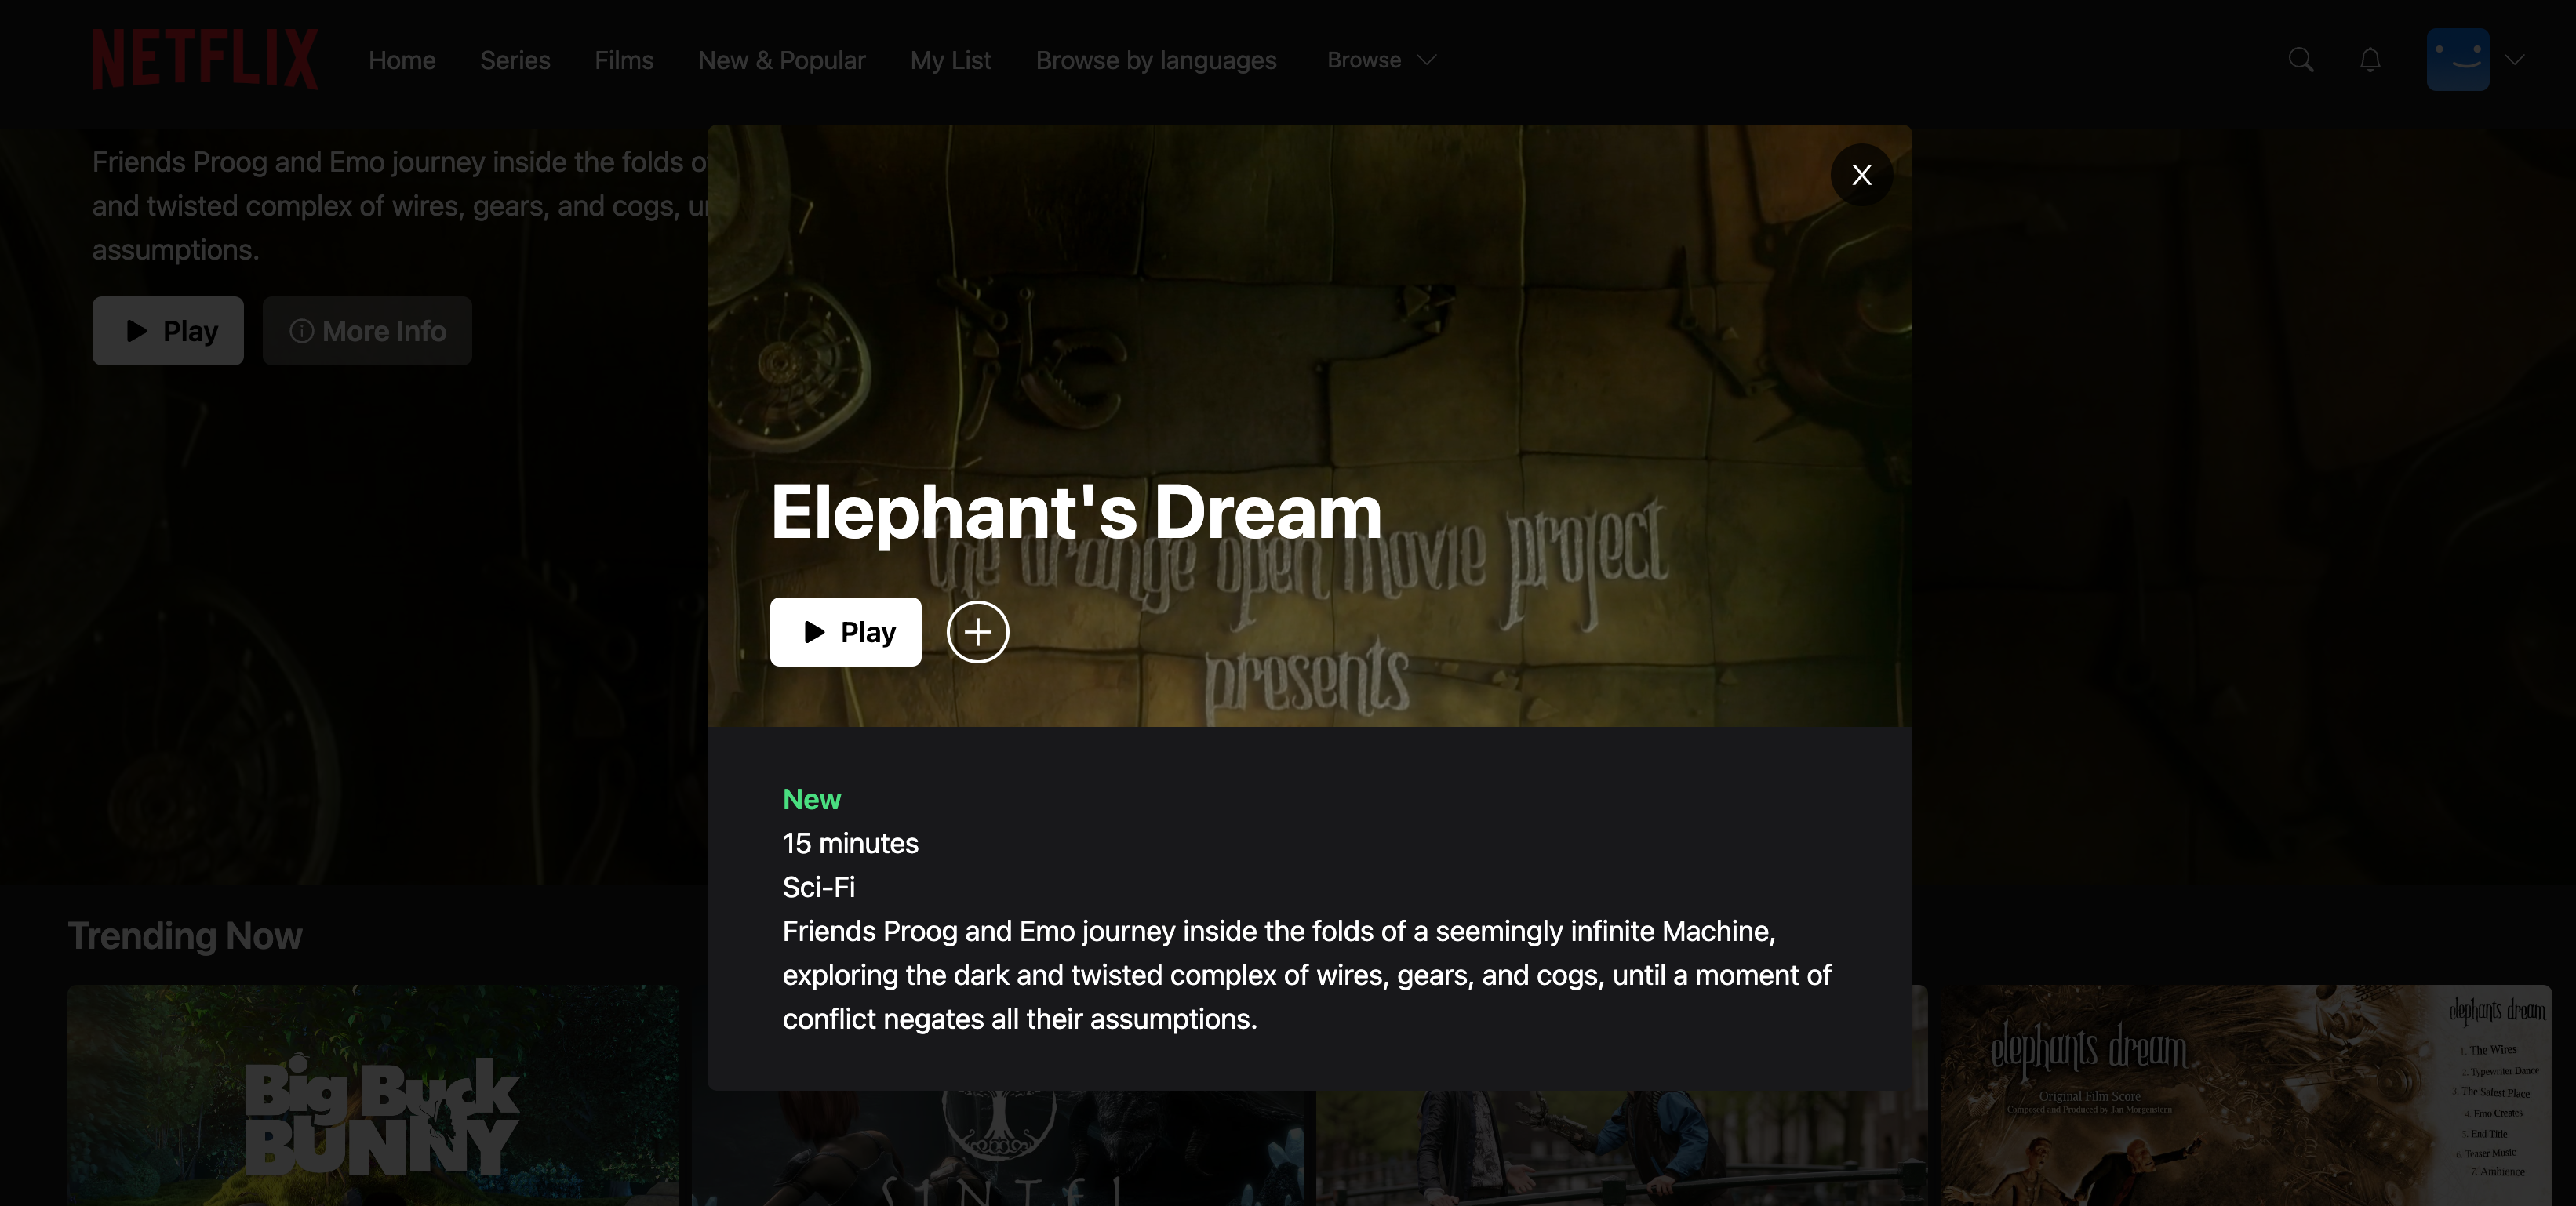 NETFLIX
Home
Series
Films
New & Popular
My List
Browse by languages
Browse
Friends Proog and Emo journey inside the folds o
and twisted complex of wires, gears, and cogs,
assumptions.
Play
More Info
X
Elephant's Dream
the orange open movie project
presents
Play
New
15 minutes
Sci-Fi
Friends Proog and Emo journey inside the folds of a seemingly infinite Machine,
exploring the dark and twisted complex of wires, gears, and cogs, until a moment of
conflict negates all their assumptions.
Trending Now
Big Buck
BUNNY
SINTEL
elephants dream
Original Film Score
Composed and Produced by Jan Morgenstern
elephants dream
1. The Wires
2. Typewriter Dance
3. The Safest Place
4. Emo Creates
5. End Title
6. Teaser Music
7. Ambience